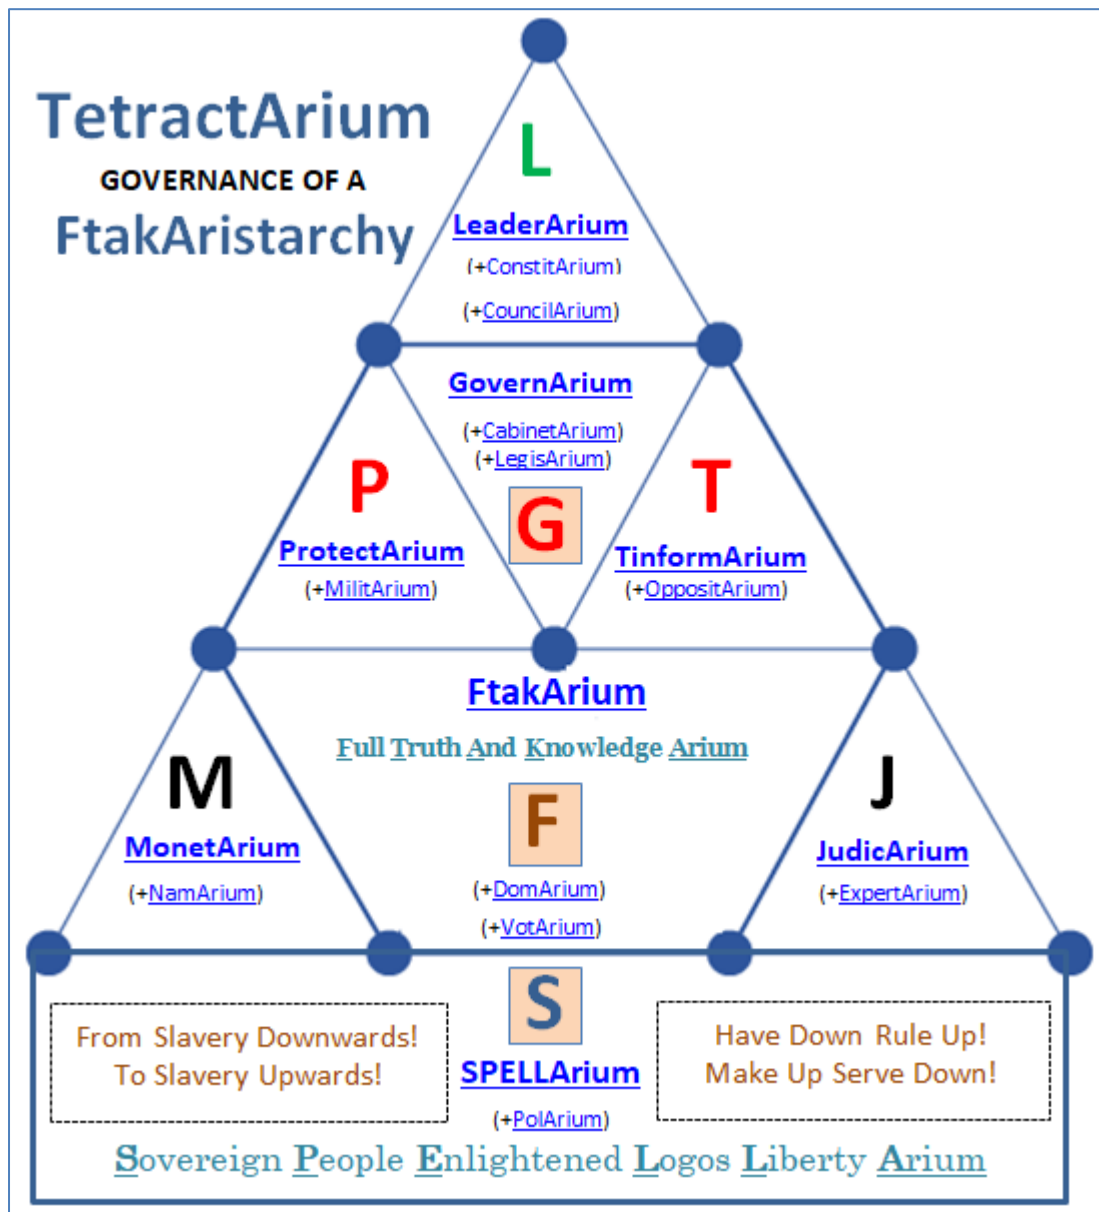 TetractArium
GOVERNANCE OF A
FtakAristarchy
L
LeaderArium
(+ConstitArium)
(+CouncilArium)
GovernArium
(+CabinetArium)
(+LegisArium)
G
P
ProtectArium
(+MilitArium)
T
TinformArium
(+OppositArium)
FtakArium
Full Truth And Knowledge Arium
M
MonetArium
(+NamArium)
F
(+DomArium)
(+VotArium)
J
JudicArium
(+ExpertArium)
From Slavery Downwards!
To Slavery Upwards!
S
SPELLArium
(+PolArium)
Have Down Rule Up!
Make Up Serve Down!
Sovereign People Enlightened Logos Liberty Arium